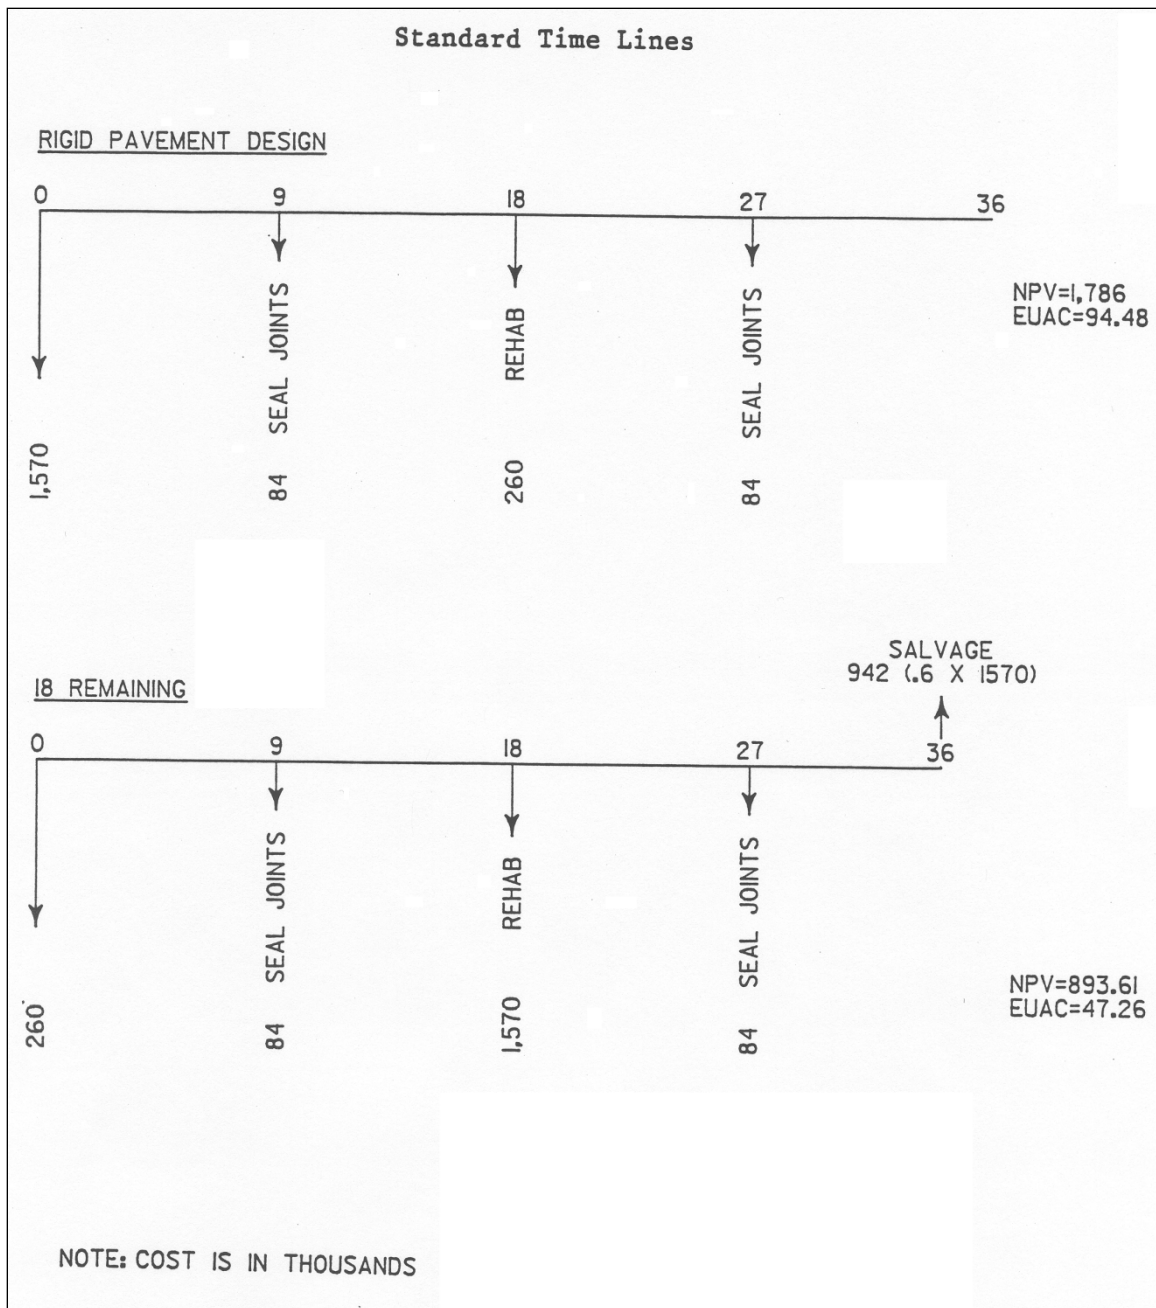 Standard Time Lines
RIGID PAVEMENT DESIGN
0
9
18
27
36
1,570
84 SEAL JOINTS
260 REHAB
84 SEAL JOINTS
NPV=1,786
EUAC=94.48
18 REMAINING
SALVAGE
942 (.6 X 1570)
0
9
18
27
36
260
84 SEAL JOINTS
1,570 REHAB
84 SEAL JOINTS
NPV=893.61
EUAC=47.26
NOTE: COST IS IN THOUSANDS